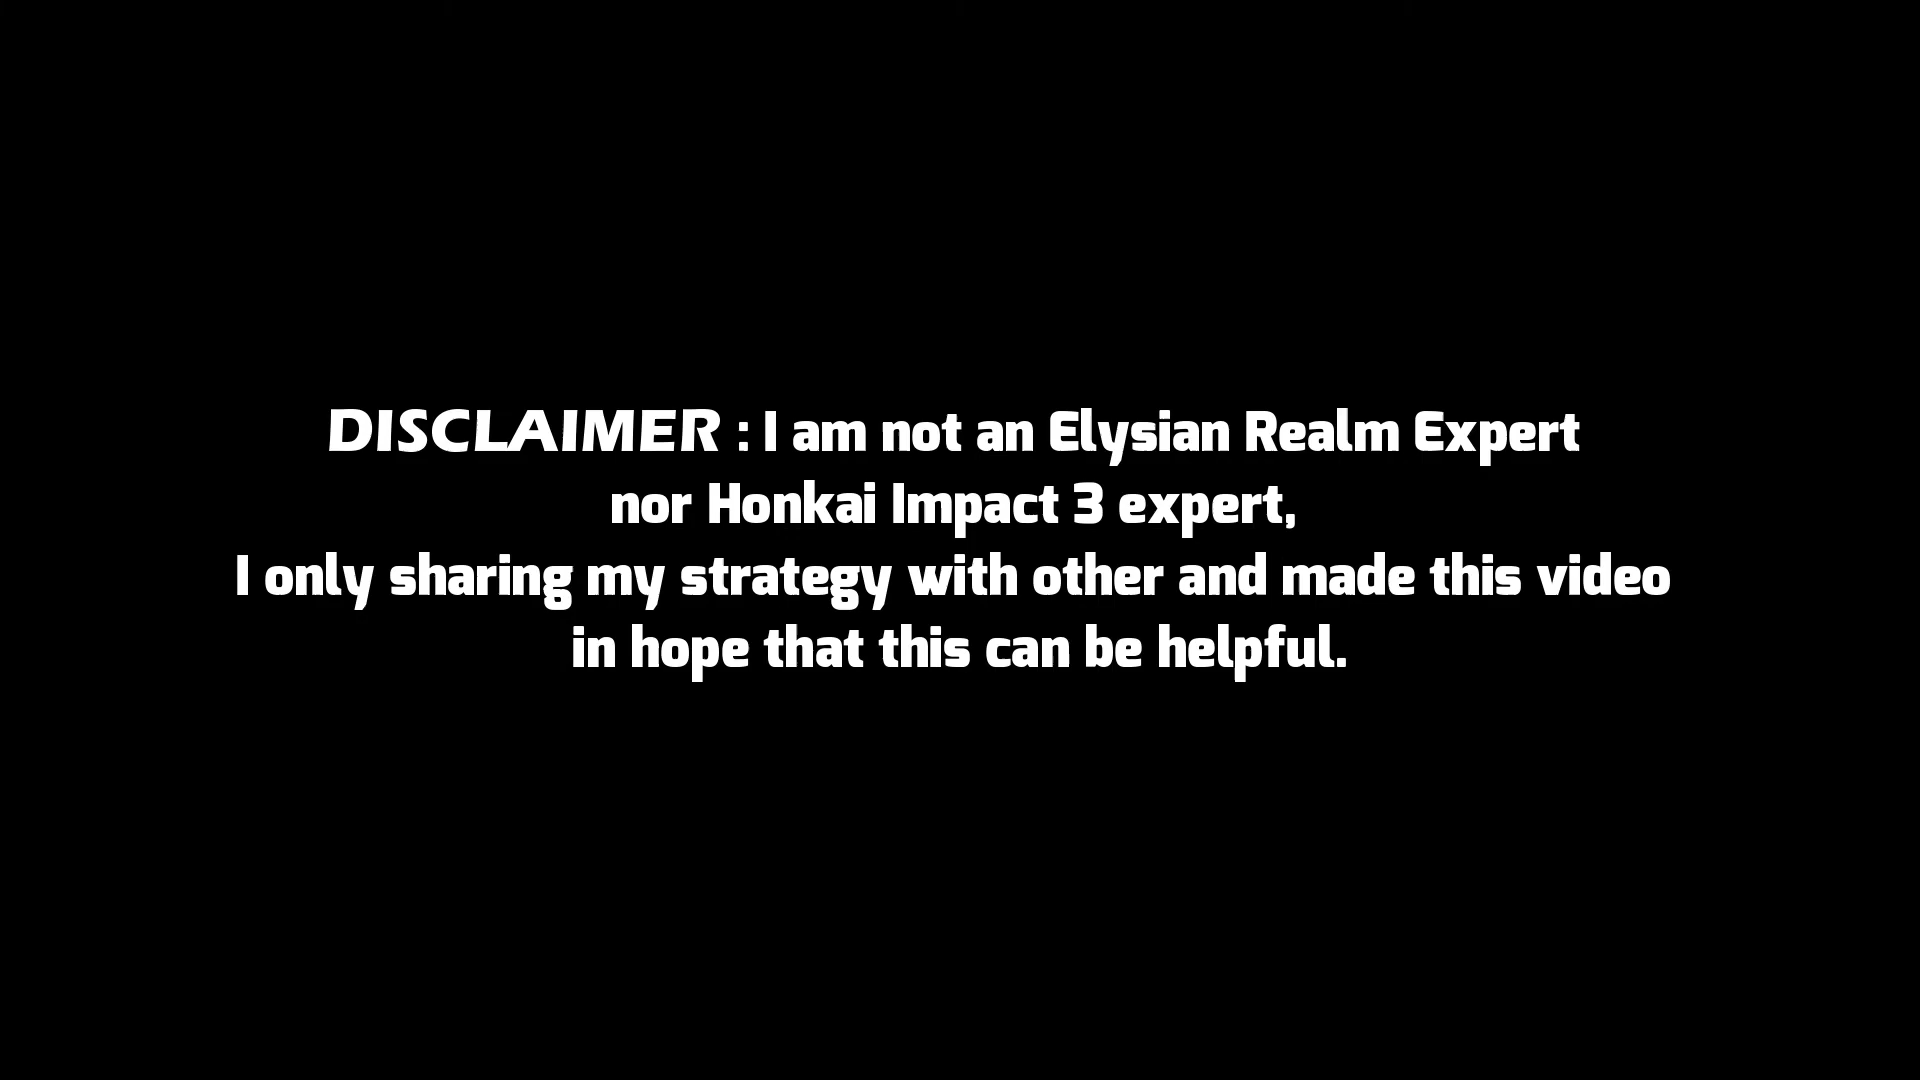 DISCLAIMER : I am not an Elysian Realm Expert
nor Honkai Impact 3 expert,
I only sharing my strategy with other and made this video
in hope that this can be helpful.